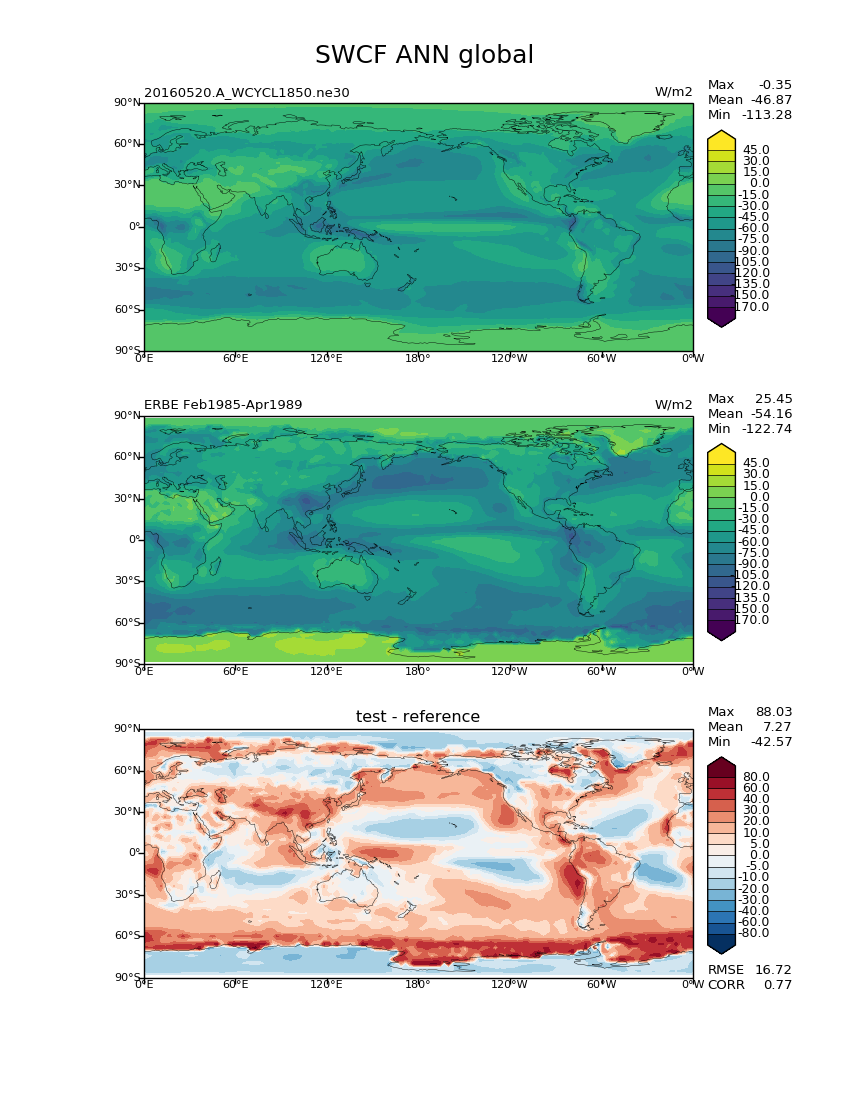 SWCF ANN global
20160520.A_WCYCL1850.ne30 W/m2
Max -0.35
Mean -46.87
Min -113.28
90°N
60°N
30°N
0°
30°S
60°S
90°S
0°E 60°E 120°E 180° 120°W 60°W 0°W
45.0
30.0
15.0
0.0
-15.0
-30.0
-45.0
-60.0
-75.0
-90.0
-105.0
-120.0
-135.0
-150.0
-170.0
ERBE Feb1985-Apr1989 W/m2
Max 25.45
Mean -54.16
Min -122.74
90°N
60°N
30°N
0°
30°S
60°S
90°S
0°E 60°E 120°E 180° 120°W 60°W 0°W
45.0
30.0
15.0
0.0
-15.0
-30.0
-45.0
-60.0
-75.0
-90.0
-105.0
-120.0
-135.0
-150.0
-170.0
test - reference
Max 88.03
Mean 7.27
Min -42.57
90°N
60°N
30°N
0°
30°S
60°S
90°S
0°E 60°E 120°E 180° 120°W 60°W 0°W
80.0
60.0
40.0
30.0
20.0
10.0
5.0
0.0
-5.0
-10.0
-20.0
-30.0
-40.0
-60.0
-80.0
RMSE 16.72
CORR 0.77